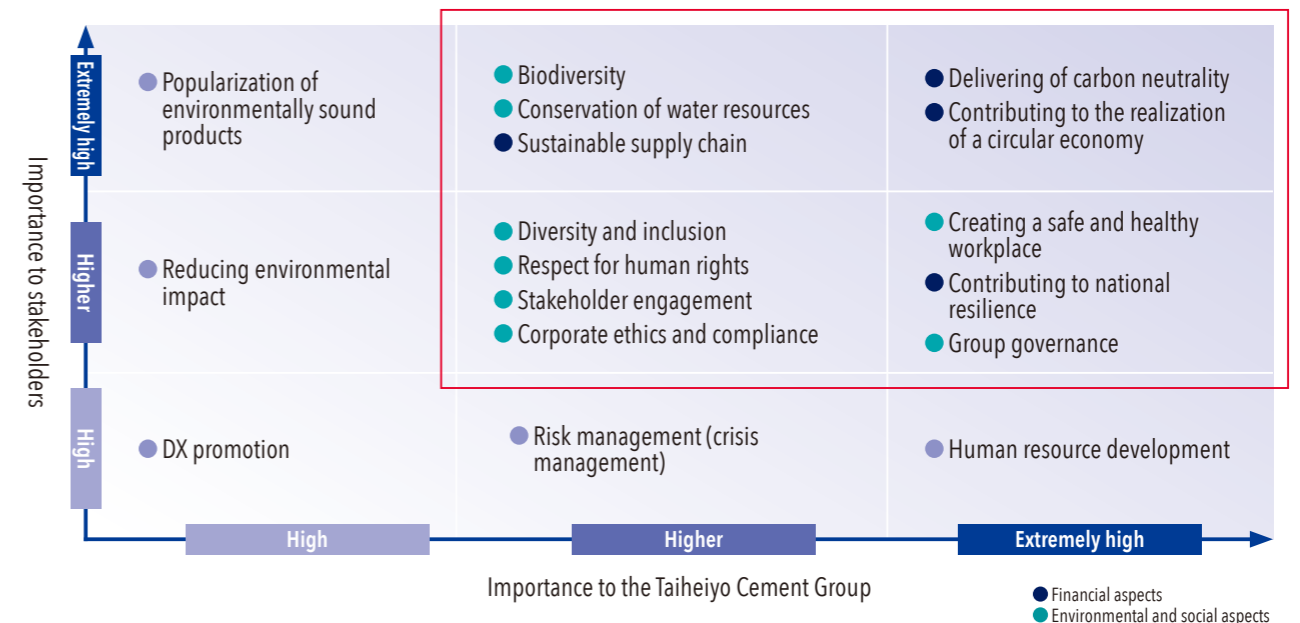 Importance to stakeholders
Extremely high
Higher
High
Popularization of
environmentally sound
products
Biodiversity
Conservation of water resources
Sustainable supply chain
Delivering of carbon neutrality
Contributing to the realization
of a circular economy
Reducing environmental
impact
Diversity and inclusion
Respect for human rights
Stakeholder engagement
Corporate ethics and compliance
Creating a safe and healthy
workplace
Contributing to national
resilience
Group governance
DX promotion
Risk management (crisis
management)
Human resource development
High
Higher
Extremely high
Importance to the Taiheiyo Cement Group
Financial aspects
Environmental and social aspects